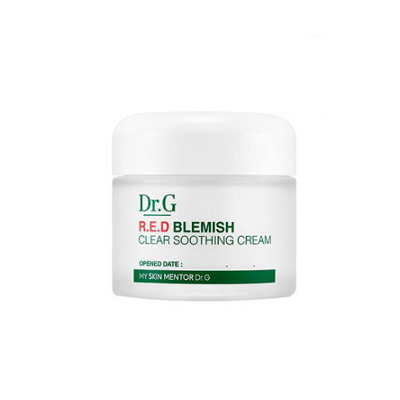 Dr.G
R.E.D BLEMISH
CLEAR SOOTHING CREAM
OPENED DATE : . .
MY SKIN MENTOR Dr.G